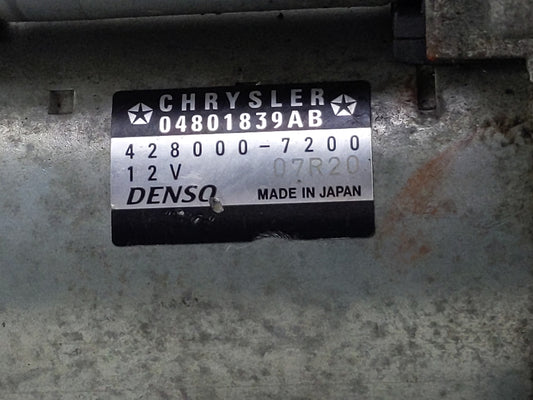 CHRYSLER
04801839AB
428000-7200
12V 07R20
DENSO MADE IN JAPAN